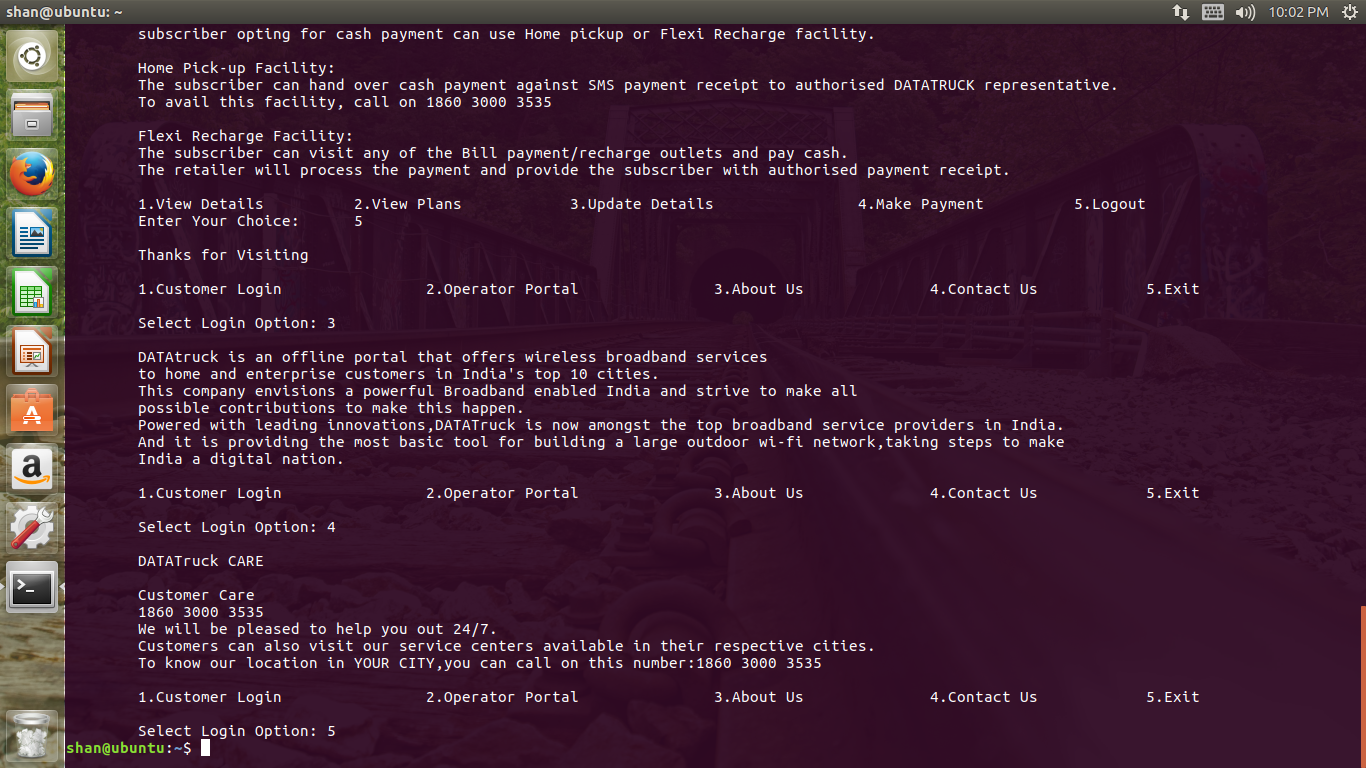 shan@ubuntu: ~
10:02 PM
subscriber opting for cash payment can use Home pickup or Flexi Recharge facility.
Home Pick-up Facility:
The subscriber can hand over cash payment against SMS payment receipt to authorised DATATRUCK representative.
To avail this facility, call on 1860 3000 3535
Flexi Recharge Facility:
The subscriber can visit any of the Bill payment/recharge outlets and pay cash.
The retailer will process the payment and provide the subscriber with authorised payment receipt.
1.View Details 2.View Plans 3.Update Details 4.Make Payment 5.Logout
Enter Your Choice: 5
Thanks for Visiting
1.Customer Login 2.Operator Portal 3.About Us 4.Contact Us 5.Exit
Select Login Option: 3
DATAtruck is an offline portal that offers wireless broadband services
to home and enterprise customers in India's top 10 cities.
This company envisions a powerful Broadband enabled India and strive to make all
possible contributions to make this happen.
Powered with leading innovations,DATATruck is now amongst the top broadband service providers in India.
And it is providing the most basic tool for building a large outdoor wi-fi network,taking steps to make
India a digital nation.
1.Customer Login 2.Operator Portal 3.About Us 4.Contact Us 5.Exit
Select Login Option: 4
DATATruck CARE
Customer Care
1860 3000 3535
We will be pleased to help you out 24/7.
Customers can also visit our service centers available in their respective cities.
To know our location in YOUR CITY,you can call on this number:1860 3000 3535
1.Customer Login 2.Operator Portal 3.About Us 4.Contact Us 5.Exit
Select Login Option: 5
shan@ubuntu:~$